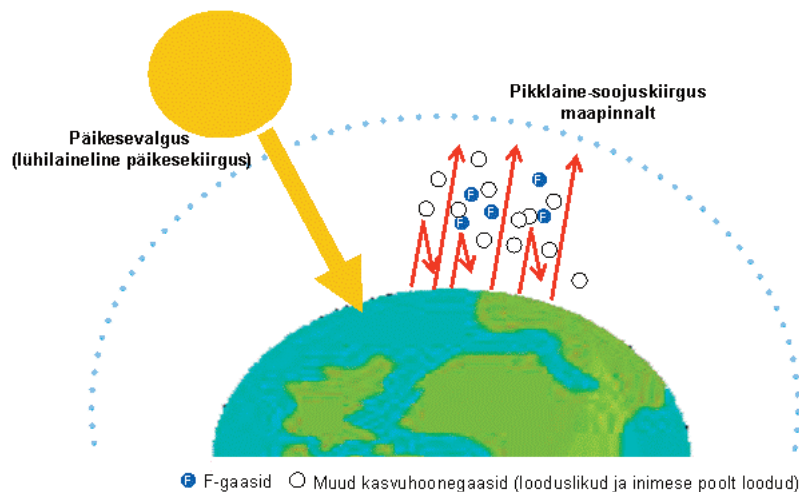 Pikklaine-soojuskiirgus
maapinnalt
Päikesevalgus
(lühilaineline päikesekiirgus)
F
F
F
F
F
F F-gaasid Muud kasvuhoonegaasid (looduslikud ja inimese poolt loodud)